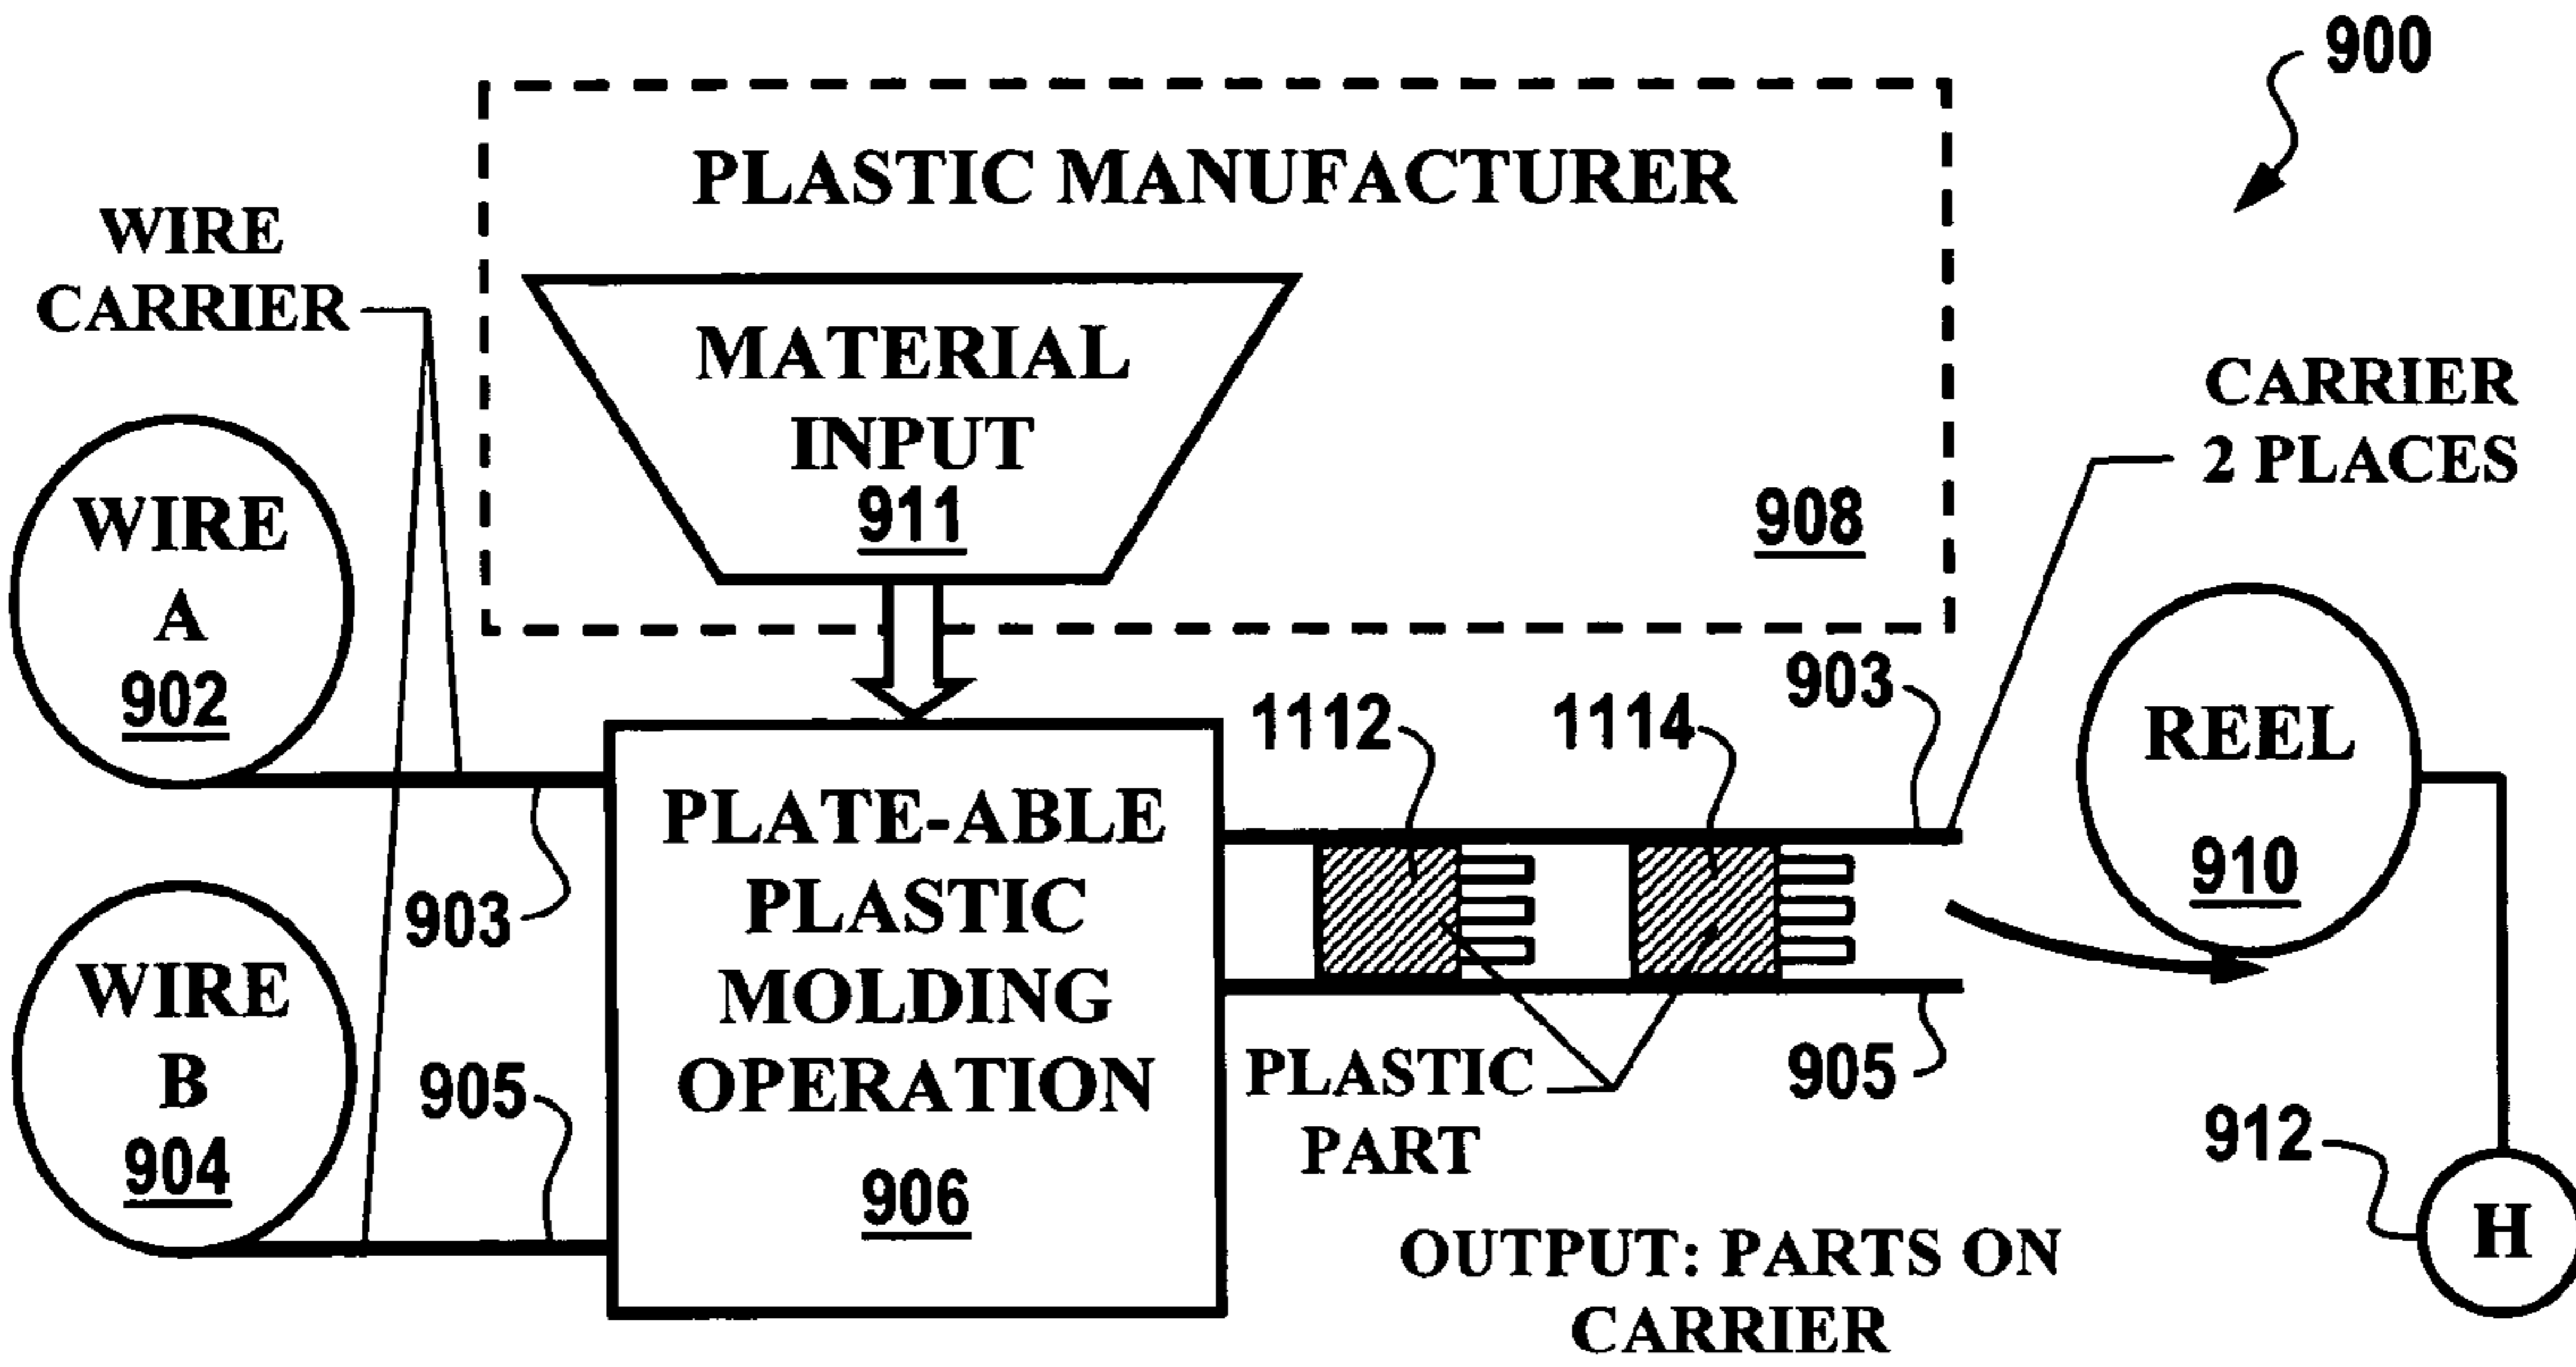 900
PLASTIC MANUFACTURER
WIRE
CARRIER
MATERIAL
INPUT
911
908
CARRIER
2 PLACES
WIRE
A
902
903
WIRE
B
904
905
PLATE-ABLE
PLASTIC
MOLDING
OPERATION
906
1112
1114
903
REEL
910
PLASTIC
PART
905
912
H
OUTPUT: PARTS ON
CARRIER